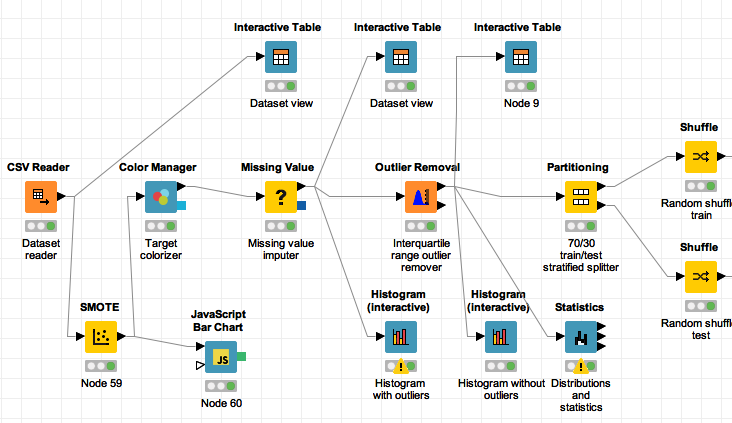 Interactive Table
Dataset view
Interactive Table
Dataset view
Interactive Table
Node 9
CSV Reader
Dataset
reader
Color Manager
Target
colorizer
Missing Value
?
Missing value
imputer
Outlier Removal
Interquartile
range outlier
remover
Partitioning
70/30
train/test
stratified splitter
Shuffle
Random shuffl
train
Shuffle
Random shuffl
test
SMOTE
Node 59
JavaScript
Bar Chart
JS
Node 60
Histogram
(interactive)
Histogram
with outliers
Histogram
(interactive)
Histogram without
outliers
Statistics
Distributions
and
statistics